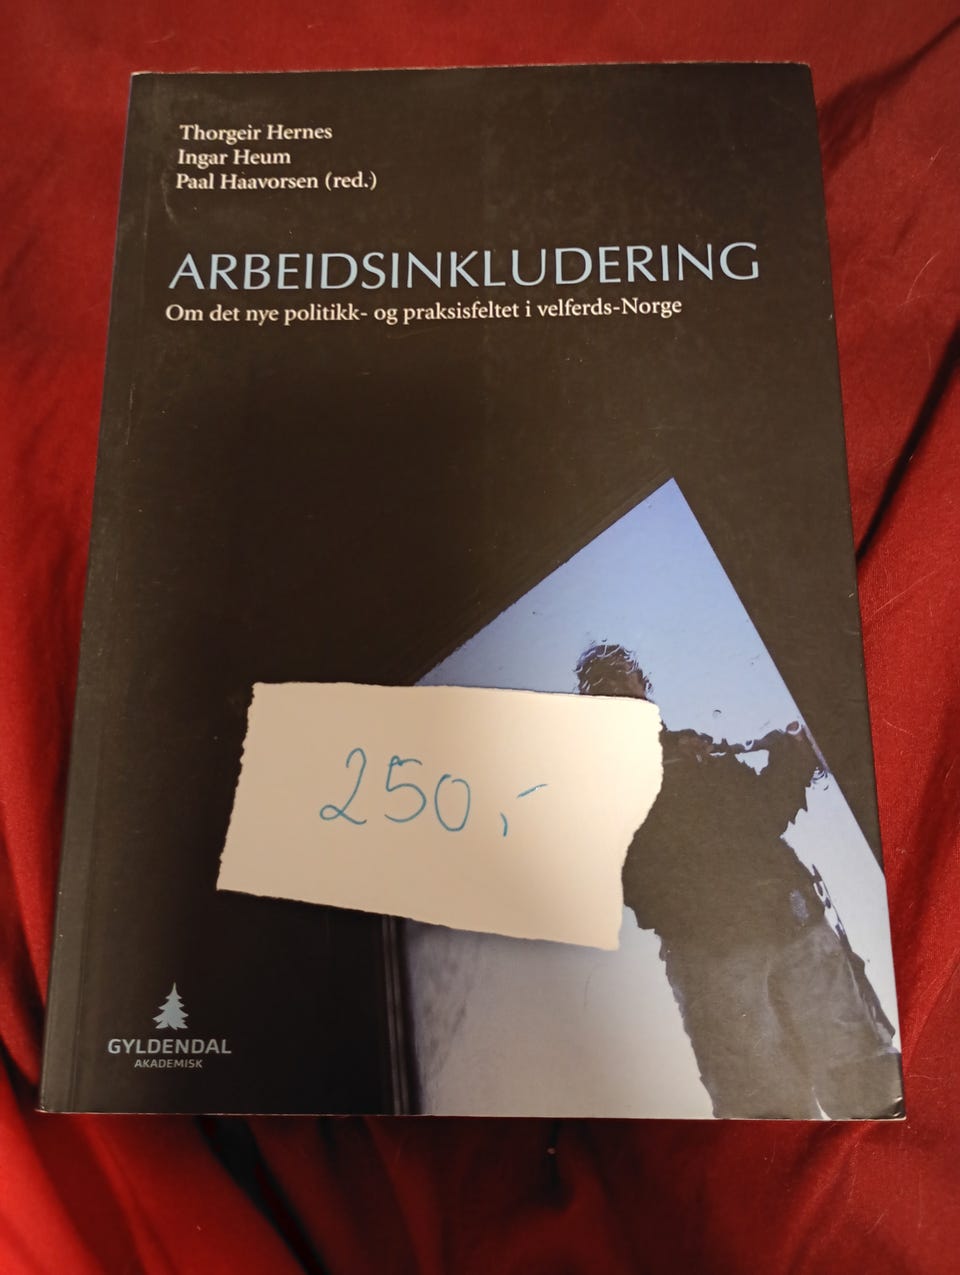 Thorgeir Hernes
Ingar Heum
Paal Haavorsen (red.)
ARBEIDSINKLUDERING
Om det nye politikk- og praksisfeltet i velferds-Norge
250,-
GYLDENDAL
AKADEMISK